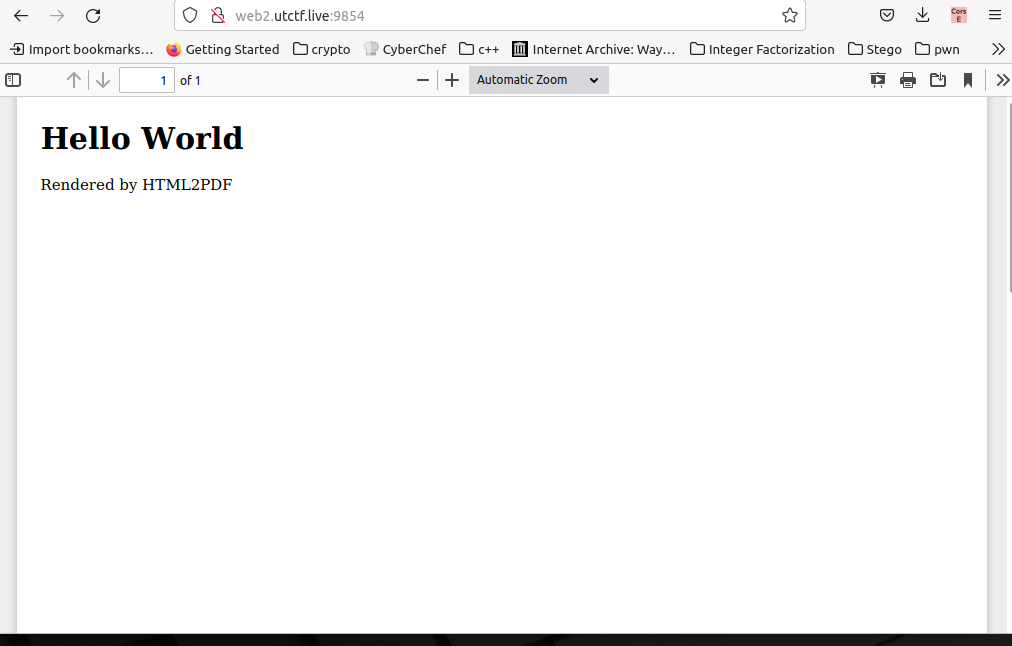 web2.utctf.live:9854
Cors
E
Import bookmarks… Getting Started crypto CyberChef c++ Internet Archive: Way… Integer Factorization Stego pwn
1 of 1 Automatic Zoom
Hello World
Rendered by HTML2PDF